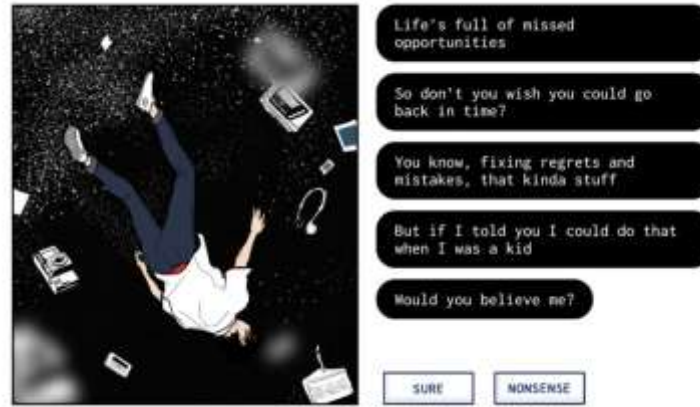 Life's full of missed
opportunities
So don't you wish you could go
back in time?
You know, fixing regrets and
mistakes, that kinda stuff
But if I told you I could do that
when I was a kid
Would you believe me?
SURE
NONSENSE